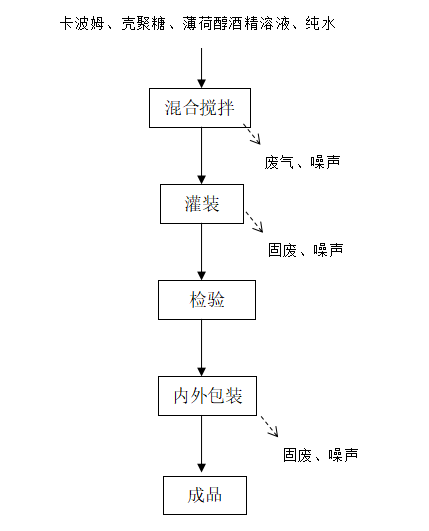 卡波姆、壳聚糖、薄荷醇酒精溶液、纯水
混合搅拌
废气、噪声
灌装
固废、噪声
检验
内外包装
固废、噪声
成品